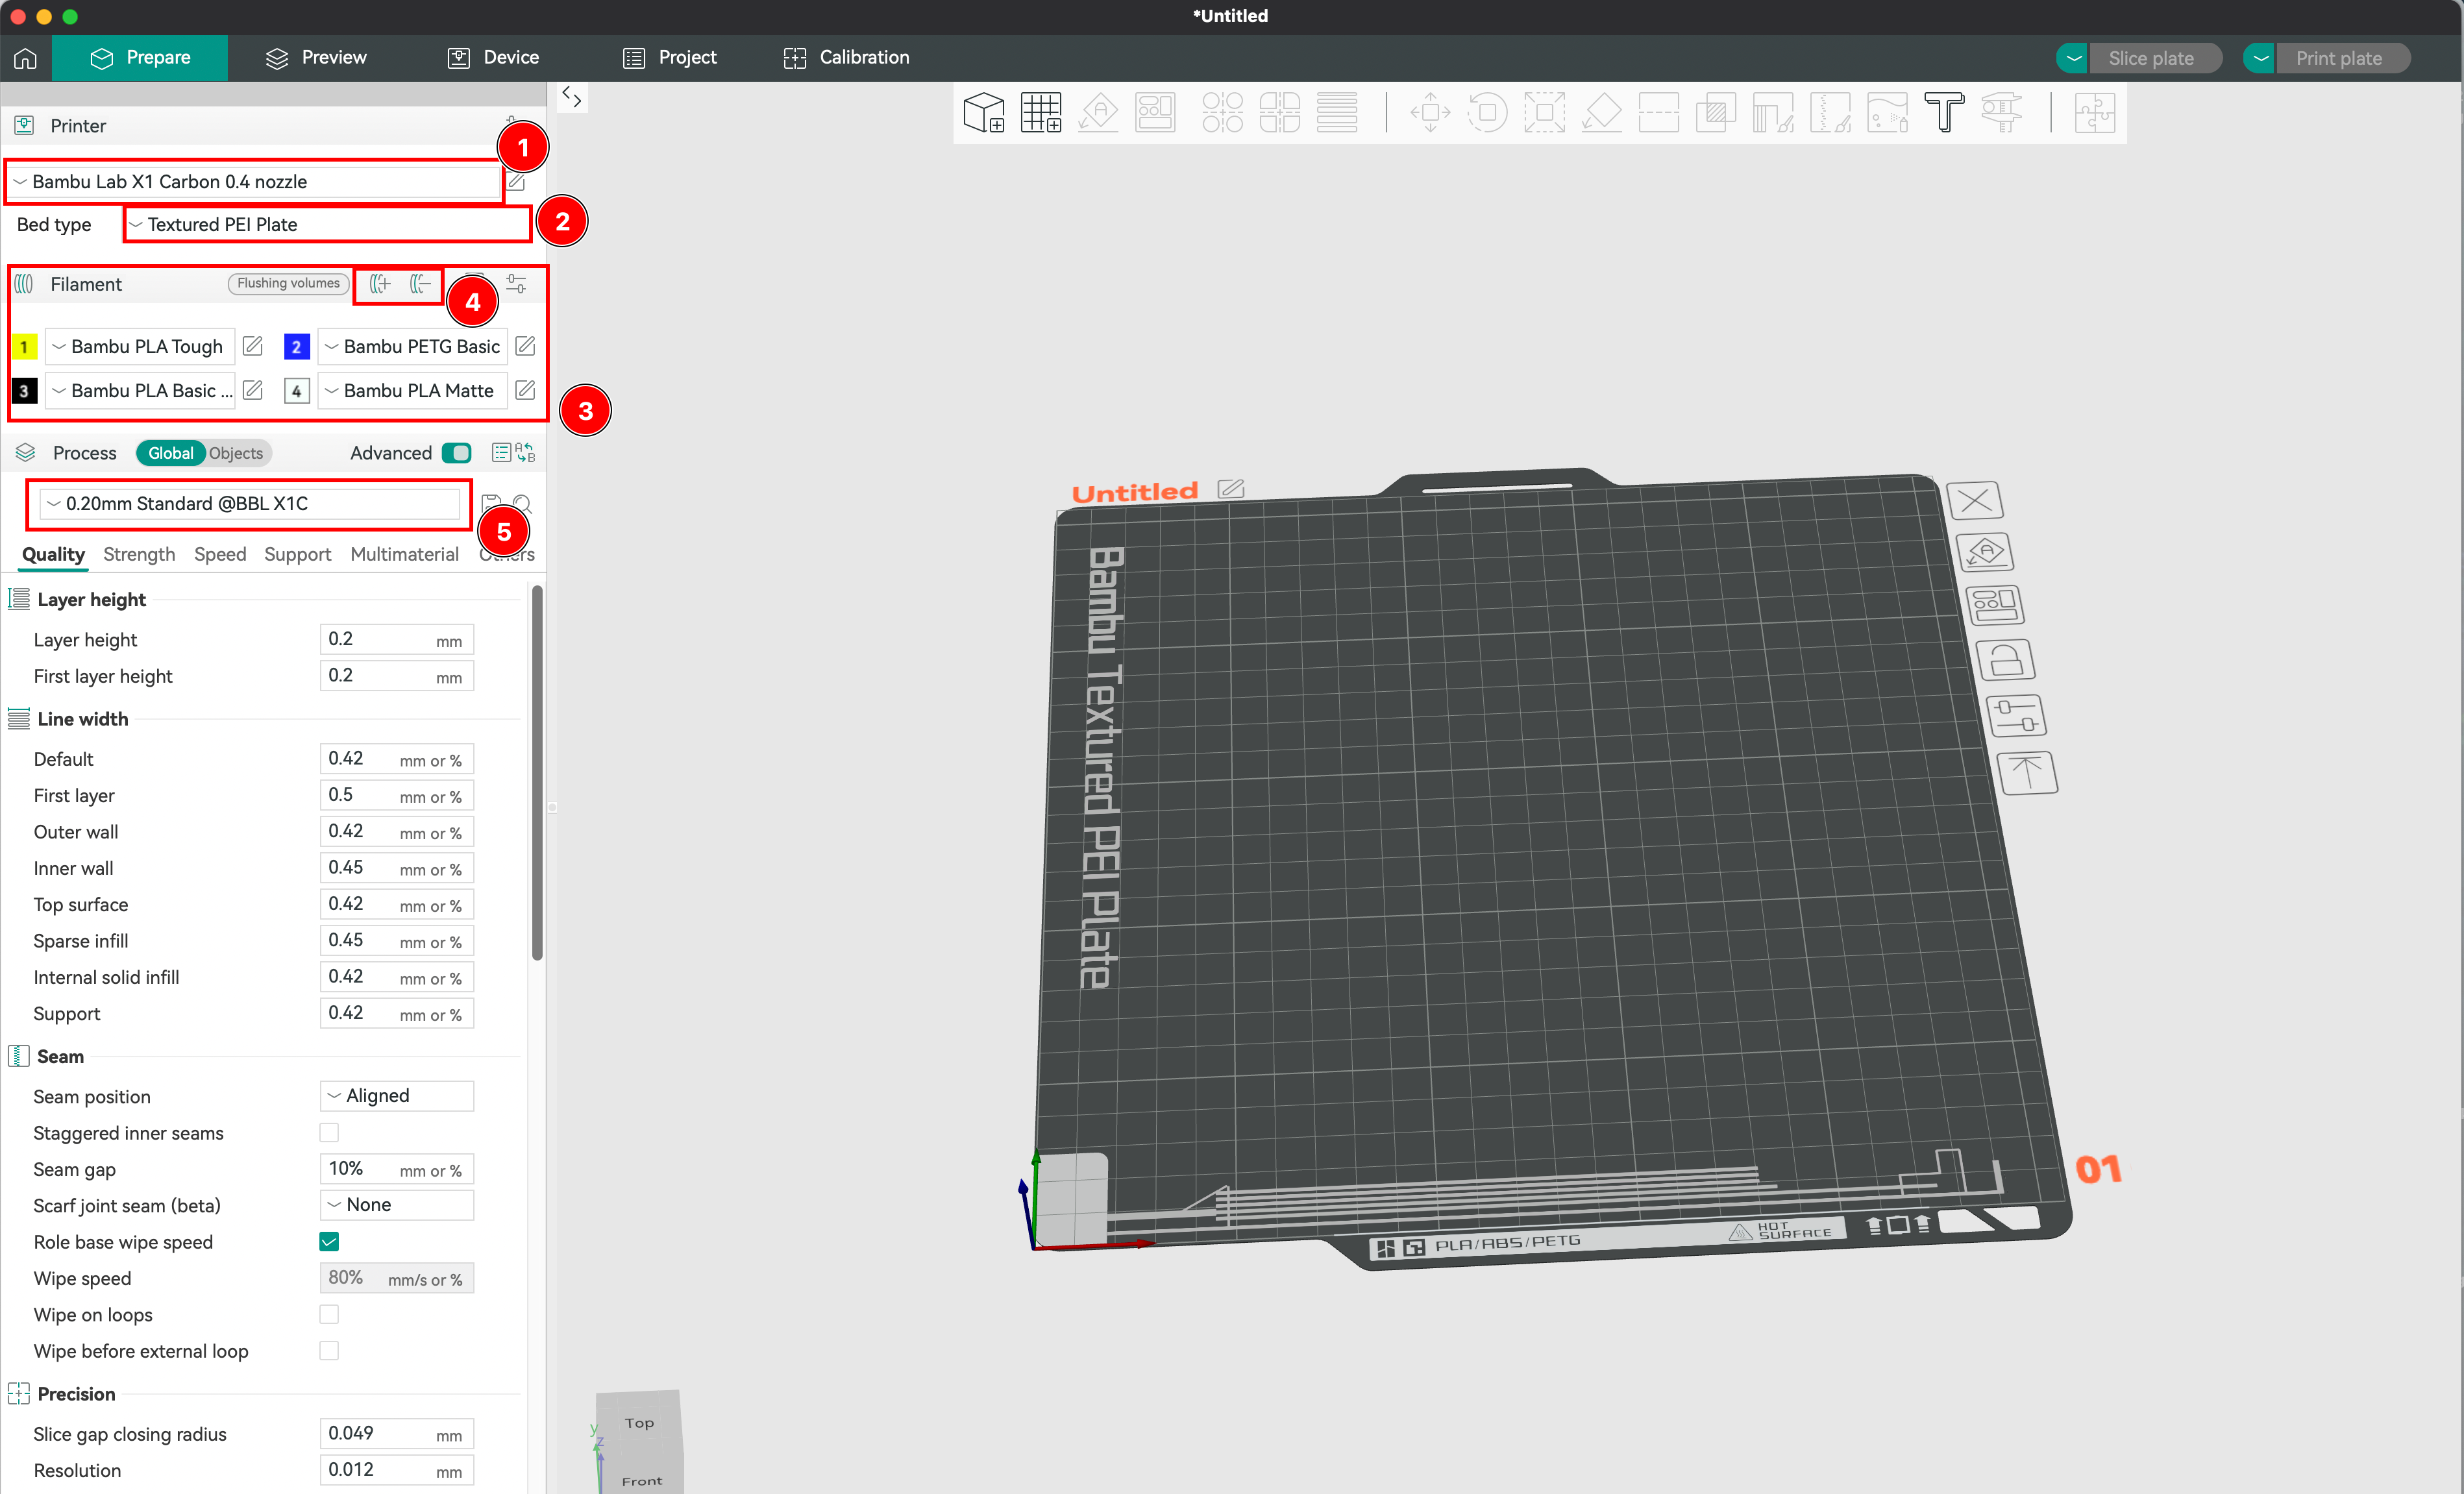 *Untitled
Prepare Preview Device Project Calibration Slice plate Print plate
Printer
1
Bambu Lab X1 Carbon 0.4 nozzle
Bed type Textured PEI Plate
2
Filament Flushing volumes
4
1 Bambu PLA Tough 2 Bambu PETG Basic
3 Bambu PLA Basic ... 4 Bambu PLA Matte
3
Process Global Objects Advanced
0.20mm Standard @BBL X1C
5
Quality Strength Speed Support Multimaterial Others
Layer height
Layer height 0.2 mm
First layer height 0.2 mm
Line width
Default 0.42 mm or %
First layer 0.5 mm or %
Outer wall 0.42 mm or %
Inner wall 0.45 mm or %
Top surface 0.42 mm or %
Sparse infill 0.45 mm or %
Internal solid infill 0.42 mm or %
Support 0.42 mm or %
Seam
Seam position Aligned
Staggered inner seams
Seam gap 10% mm or %
Scarf joint seam (beta) None
Role base wipe speed
Wipe speed 80% mm/s or %
Wipe on loops
Wipe before external loop
Precision
Slice gap closing radius 0.049 mm
Resolution 0.012 mm
Untitled
Bambu Textured PEI Plate
01
PLA/ABS/PETG
HOT
SURFACE
Top
Front
y
z